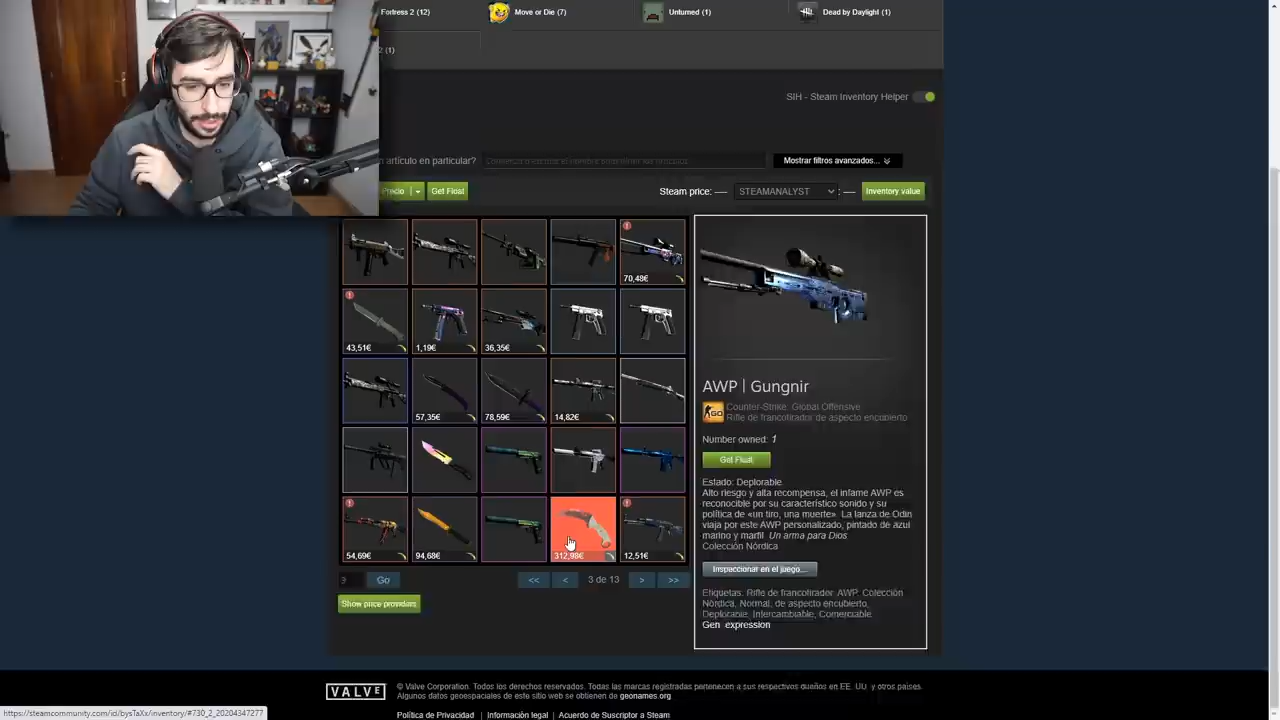 Fortress 2 (12)
Move or Die (7)
Unturned (1)
Dead by Daylight (1)
2 (1)
SIH - Steam Inventory Helper
n artículo en particular?
Mostrar filtros avanzados...
Precio
Get Float
Steam price: ––
STEAMANALYST
: ––
Inventory value
70,48€
43,51€
1,19€
36,35€
57,35€
78,59€
14,82€
54,69€
94,68€
312,98€
12,51€
9
Go
<<
<
3 de 13
>
>>
Show price providers
AWP | Gungnir
Counter-Strike: Global Offensive
Rifle de francotirador de aspecto encubierto
Number owned: 1
Get Float
Estado: Deplorable
Alto riesgo y alta recompensa, el infame AWP es
reconocible por su característico sonido y su
política de «un tiro, una muerte». La lanza de Odín
viaja por este AWP personalizado, pintado de azul
marino y marfil. Un arma para Dios
Colección Nórdica
Inspeccionar en el juego...
Etiquetas: Rifle de francotirador, AWP, Colección
Nórdica, Normal, de aspecto encubierto,
Deplorable, Intercambiable, Comerciable
Gen expression
VALVE
© Valve Corporation. Todos los derechos reservados. Todas las marcas registradas pertenecen a sus respectivos dueños en EE. UU. y otros países.
Algunos datos geoespaciales de este sitio web se obtienen de geonames.org.
https://steamcommunity.com/id/bys7aXx/inventory/#730_2_20204347277
Política de Privacidad | Información legal | Acuerdo de Suscriptor a Steam